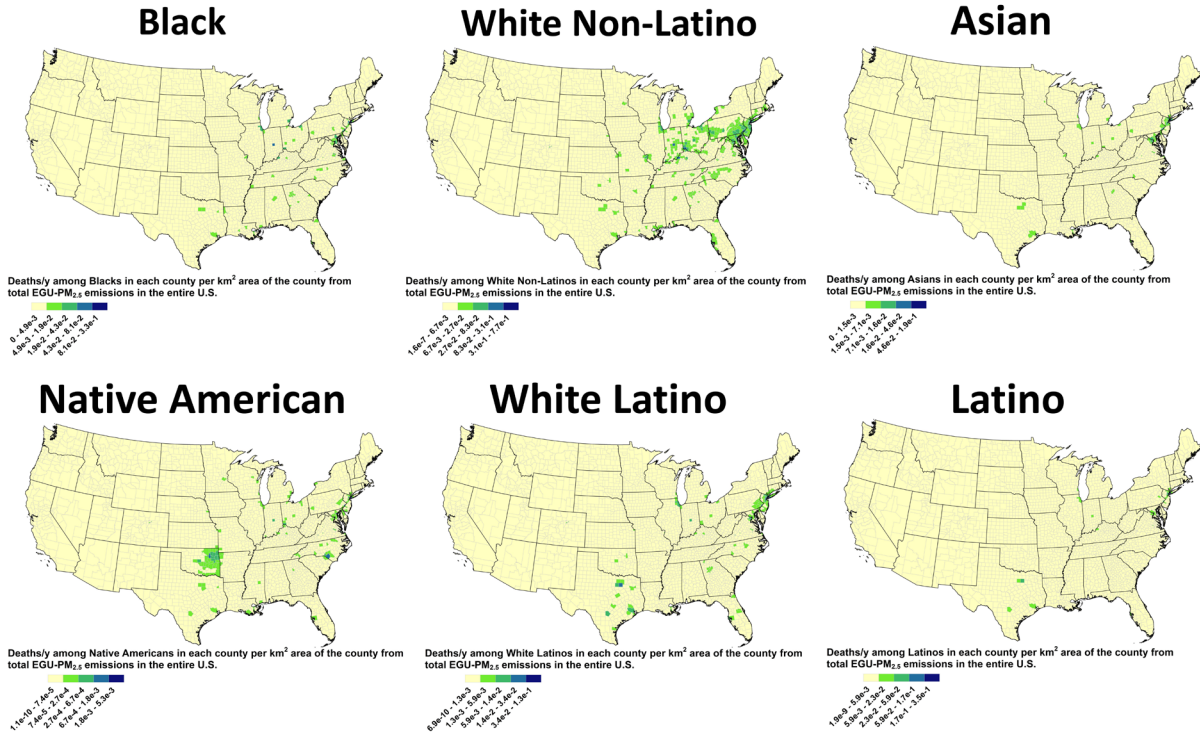 Black
White Non-Latino
Asian
Deaths/y among Blacks in each county per km² area of the county from
total EGU-PM₂.₅ emissions in the entire U.S.
0 - 4.9e-3
4.9e-3 - 1.9e-2
1.9e-2 - 4.3e-2
4.3e-2 - 8.1e-2
8.1e-2 - 3.3e-1
Deaths/y among White Non-Latinos in each county per km² area of the county from
total EGU-PM₂.₅ emissions in the entire U.S.
1.6e-7 - 6.7e-3
6.7e-3 - 2.7e-2
2.7e-2 - 8.3e-2
8.3e-2 - 3.1e-1
3.1e-1 - 7.7e-1
Deaths/y among Asians in each county per km² area of the county from
total EGU-PM₂.₅ emissions in the entire U.S.
0 - 1.5e-3
1.5e-3 - 7.1e-3
7.1e-3 - 1.6e-2
1.6e-2 - 4.6e-2
4.6e-2 - 1.9e-1
Native American
White Latino
Latino
Deaths/y among Native Americans in each county per km² area of the county from
total EGU-PM₂.₅ emissions in the entire U.S.
1.1e-10 - 7.4e-5
7.4e-5 - 2.7e-4
2.7e-4 - 6.7e-4
6.7e-4 - 1.8e-3
1.8e-3 - 5.3e-3
Deaths/y among White Latinos in each county per km² area of the county from
total EGU-PM₂.₅ emissions in the entire U.S.
6.9e-10 - 1.3e-3
1.3e-3 - 5.9e-3
5.9e-3 - 1.4e-2
1.4e-2 - 3.4e-2
3.4e-2 - 1.3e-1
Deaths/y among Latinos in each county per km² area of the county from
total EGU-PM₂.₅ emissions in the entire U.S.
1.9e-9 - 5.9e-3
5.9e-3 - 2.3e-2
2.3e-2 - 5.9e-2
5.9e-2 - 1.7e-1
1.7e-1 - 3.5e-1